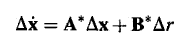 Δẋ = A*Δx + B*Δr